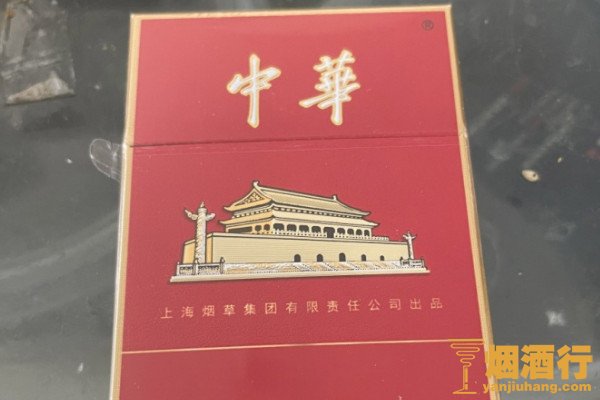 中華
®
上海烟草集团有限责任公司出品
烟酒行
yanjiuhang.com